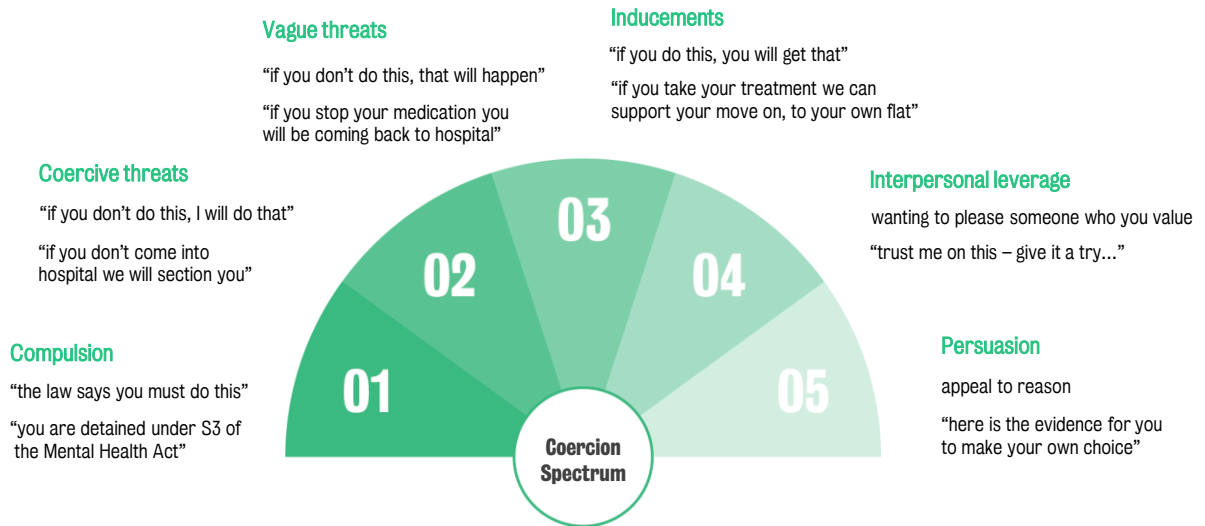 Vague threats
“if you don’t do this, that will happen”
“if you stop your medication you
will be coming back to hospital”
Inducements
“if you do this, you will get that”
“if you take your treatment we can
support your move on, to your own flat”
Coercive threats
“if you don’t do this, I will do that”
“if you don’t come into
hospital we will section you”
Interpersonal leverage
wanting to please someone who you value
“trust me on this – give it a try...”
Compulsion
“the law says you must do this”
“you are detained under S3 of
the Mental Health Act”
Persuasion
appeal to reason
“here is the evidence for you
to make your own choice”
01
02
03
04
05
Coercion
Spectrum